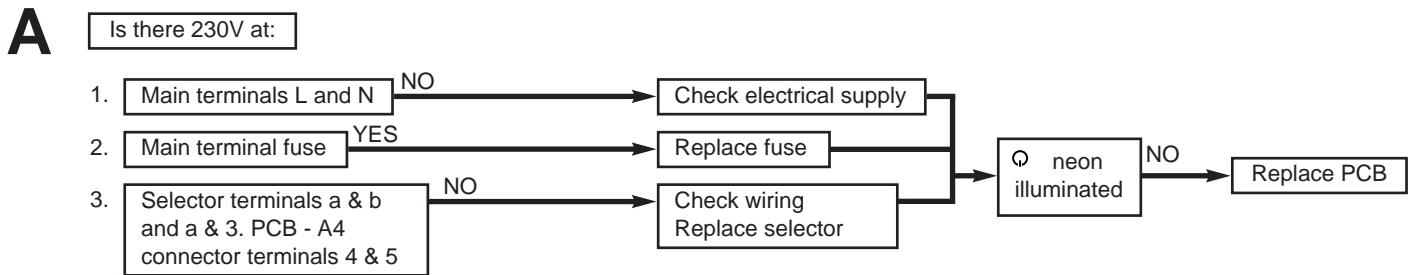 A
Is there 230V at:
1. Main terminals L and N
NO
Check electrical supply
2. Main terminal fuse
YES
Replace fuse
3. Selector terminals a & b
and a & 3. PCB - A4
connector terminals 4 & 5
NO
Check wiring
Replace selector
neon
illuminated
NO
Replace PCB